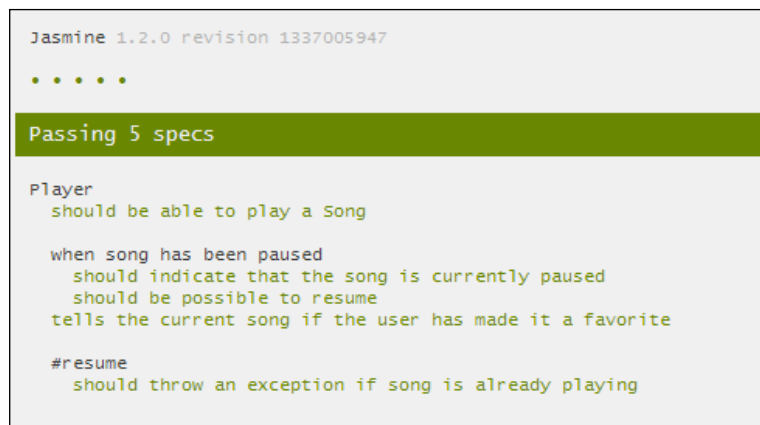 Jasmine 1.2.0 revision 1337005947
• • • • •
Passing 5 specs
Player
should be able to play a Song
when song has been paused
should indicate that the song is currently paused
should be possible to resume
tells the current song if the user has made it a favorite
#resume
should throw an exception if song is already playing